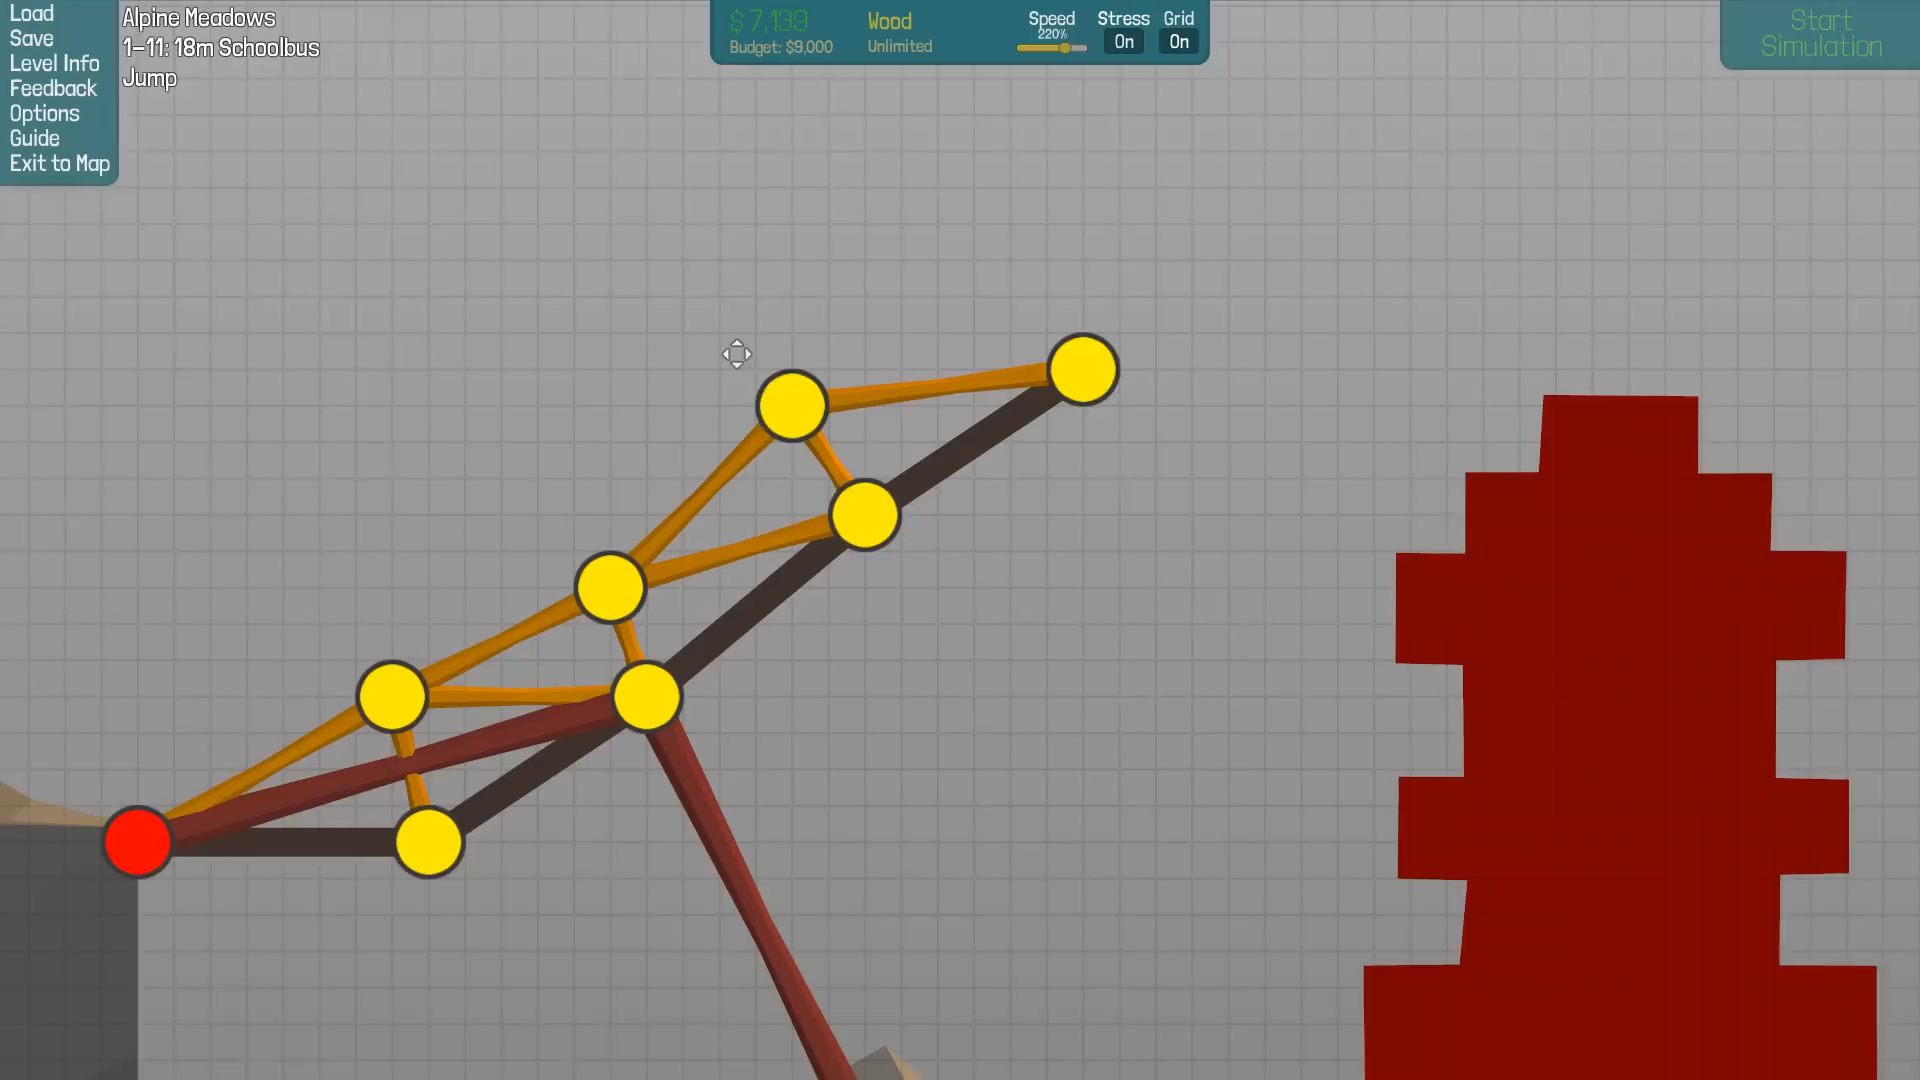 Load
Save
Level Info
Feedback
Options
Guide
Exit to Map
Alpine Meadows
1-11: 18m Schoolbus
Jump
$ 7,139
Budget: $9,000
Wood
Unlimited
Speed
220%
Stress
On
Grid
On
Start
Simulation